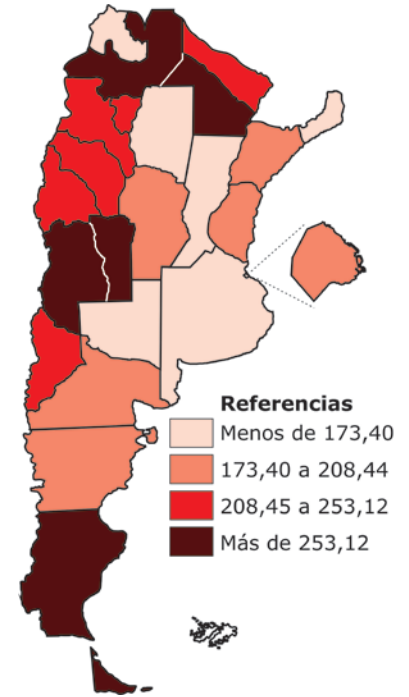 Referencias
Menos de 173,40
173,40 a 208,44
208,45 a 253,12
Más de 253,12